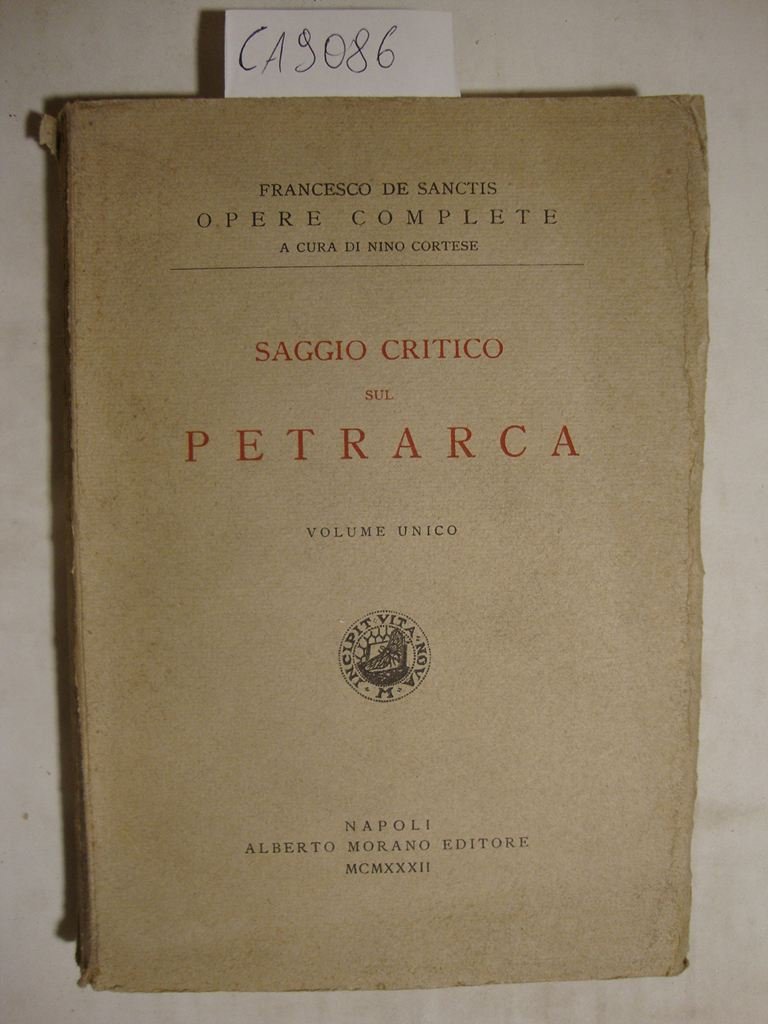 CA9086
FRANCESCO DE SANCTIS
OPERE COMPLETE
A CURA DI NINO CORTESE
SAGGIO CRITICO
SUL
PETRARCA
VOLUME UNICO
INCIPIT VITA NOVA
M
NAPOLI
ALBERTO MORANO EDITORE
MCMXXXII